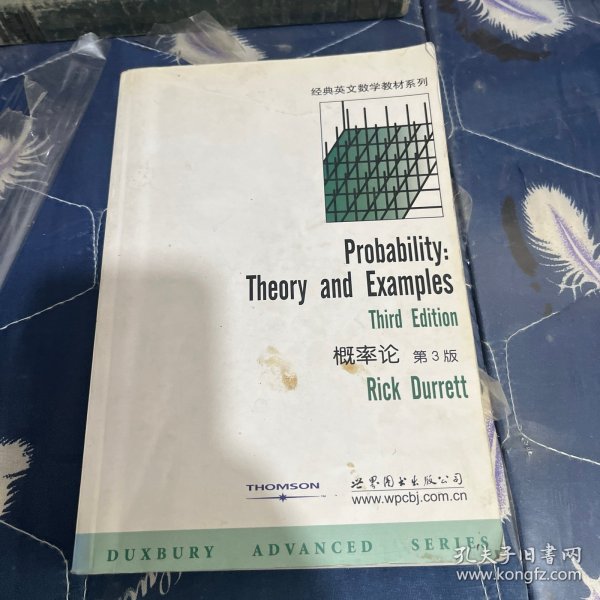 经典英文数学教材系列
Probability:
Theory and Examples
Third Edition
概率论 第3版
Rick Durrett
THOMSON
世界图书出版公司
www.wpcbj.com.cn
DUXBURY ADVANCED SERIES
孔夫子旧书网
www.kongfz.com